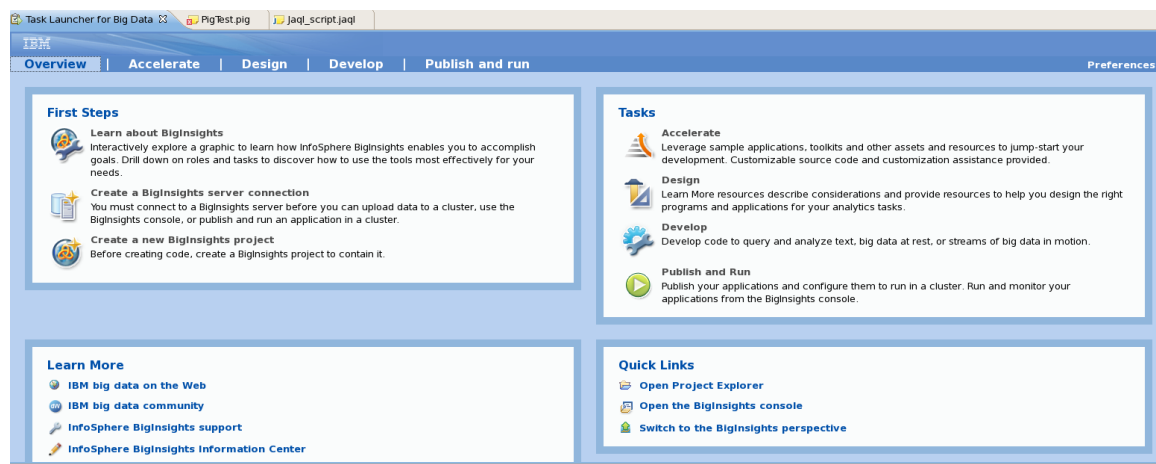 Task Launcher for Big Data
PigTest.pig
Jaql_script.jaql
IBM
Overview | Accelerate | Design | Develop | Publish and run
Preferences
First Steps
Learn about BigInsights
Interactively explore a graphic to learn how InfoSphere BigInsights enables you to accomplish
goals. Drill down on roles and tasks to discover how to use the tools most effectively for your
needs.
Create a BigInsights server connection
You must connect to a BigInsights server before you can upload data to a cluster, use the
BigInsights console, or publish and run an application in a cluster.
Create a new BigInsights project
Before creating code, create a BigInsights project to contain it.
Tasks
Accelerate
Leverage sample applications, toolkits and other assets and resources to jump-start your
development. Customizable source code and customization assistance provided.
Design
Learn More resources describe considerations and provide resources to help you design the right
programs and applications for your analytics tasks.
Develop
Develop code to query and analyze text, big data at rest, or streams of big data in motion.
Publish and Run
Publish your applications and configure them to run in a cluster. Run and monitor your
applications from the BigInsights console.
Learn More
IBM big data on the Web
IBM big data community
InfoSphere BigInsights support
InfoSphere BigInsights Information Center
Quick Links
Open Project Explorer
Open the BigInsights console
Switch to the BigInsights perspective